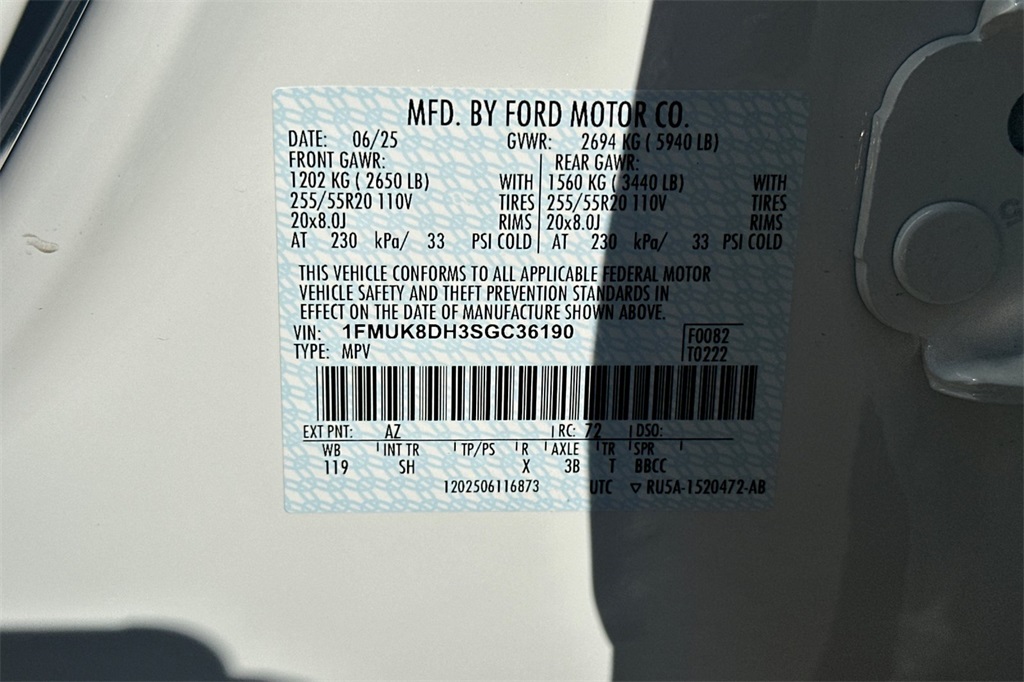 MFD. BY FORD MOTOR CO.
DATE: 06/25 GVWR: 2694 KG ( 5940 LB)
FRONT GAWR: REAR GAWR:
1202 KG ( 2650 LB) WITH 1560 KG ( 3440 LB) WITH
255/55R20 110V TIRES 255/55R20 110V TIRES
20x8.0J RIMS 20x8.0J RIMS
AT 230 kPa/ 33 PSI COLD AT 230 kPa/ 33 PSI COLD
THIS VEHICLE CONFORMS TO ALL APPLICABLE FEDERAL MOTOR
VEHICLE SAFETY AND THEFT PREVENTION STANDARDS IN
EFFECT ON THE DATE OF MANUFACTURE SHOWN ABOVE.
VIN: 1FMUK8DH3SGC36190 F0082
TYPE: MPV T0222
EXT PNT: AZ RC: 72 DSO:
WB INT TR TP/PS R AXLE TR SPR
119 SH X 3B T BBCC
1202506116873 UTC ▽ RU5A-1520472-AB